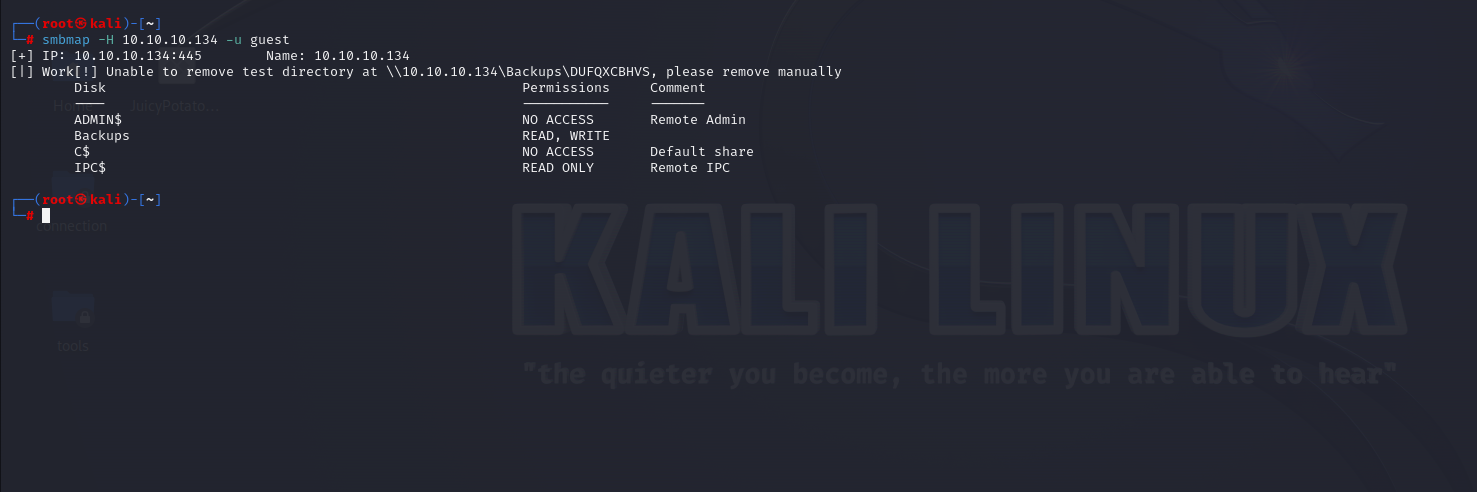 ┌──(root㉿kali)-[~]
└─# smbmap -H 10.10.10.134 -u guest
[+] IP: 10.10.10.134:445        Name: 10.10.10.134
[|] Work[!] Unable to remove test directory at \\10.10.10.134\Backups\DUFQXCBHVS, please remove manually
Disk                                                    Permissions     Comment
----                                                    -----------     -------
Home JuicyPotato...
ADMIN$                                                  NO ACCESS       Remote Admin
Backups                                                 READ, WRITE
C$                                                      NO ACCESS       Default share
IPC$                                                    READ ONLY       Remote IPC
┌──(root㉿kali)-[~]
└─#
connection
KALI LINUX
tools
"the quieter you become, the more you are able to hear"